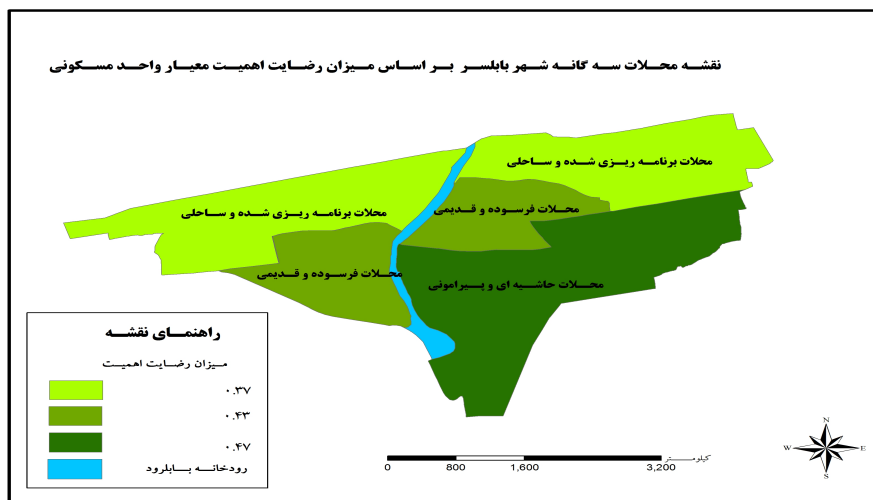 نقشه محلات سه گانه شهر بابلسر بر اساس میزان رضایت اهمیت معیار واحد مسکونی
محلات برنامه ریزی شده و ساحلی
محلات برنامه ریزی شده و ساحلی
محلات فرسوده و قدیمی
محلات فرسوده و قدیمی
محلات حاشیه ای و پیرامونی
راهنمای نقشه
میزان رضایت اهمیت
۰.۳۷
۰.۴۳
۰.۴۷
رودخانه بابلرود
کیلومستر
0 800 1,600 3,200
N
W E
S